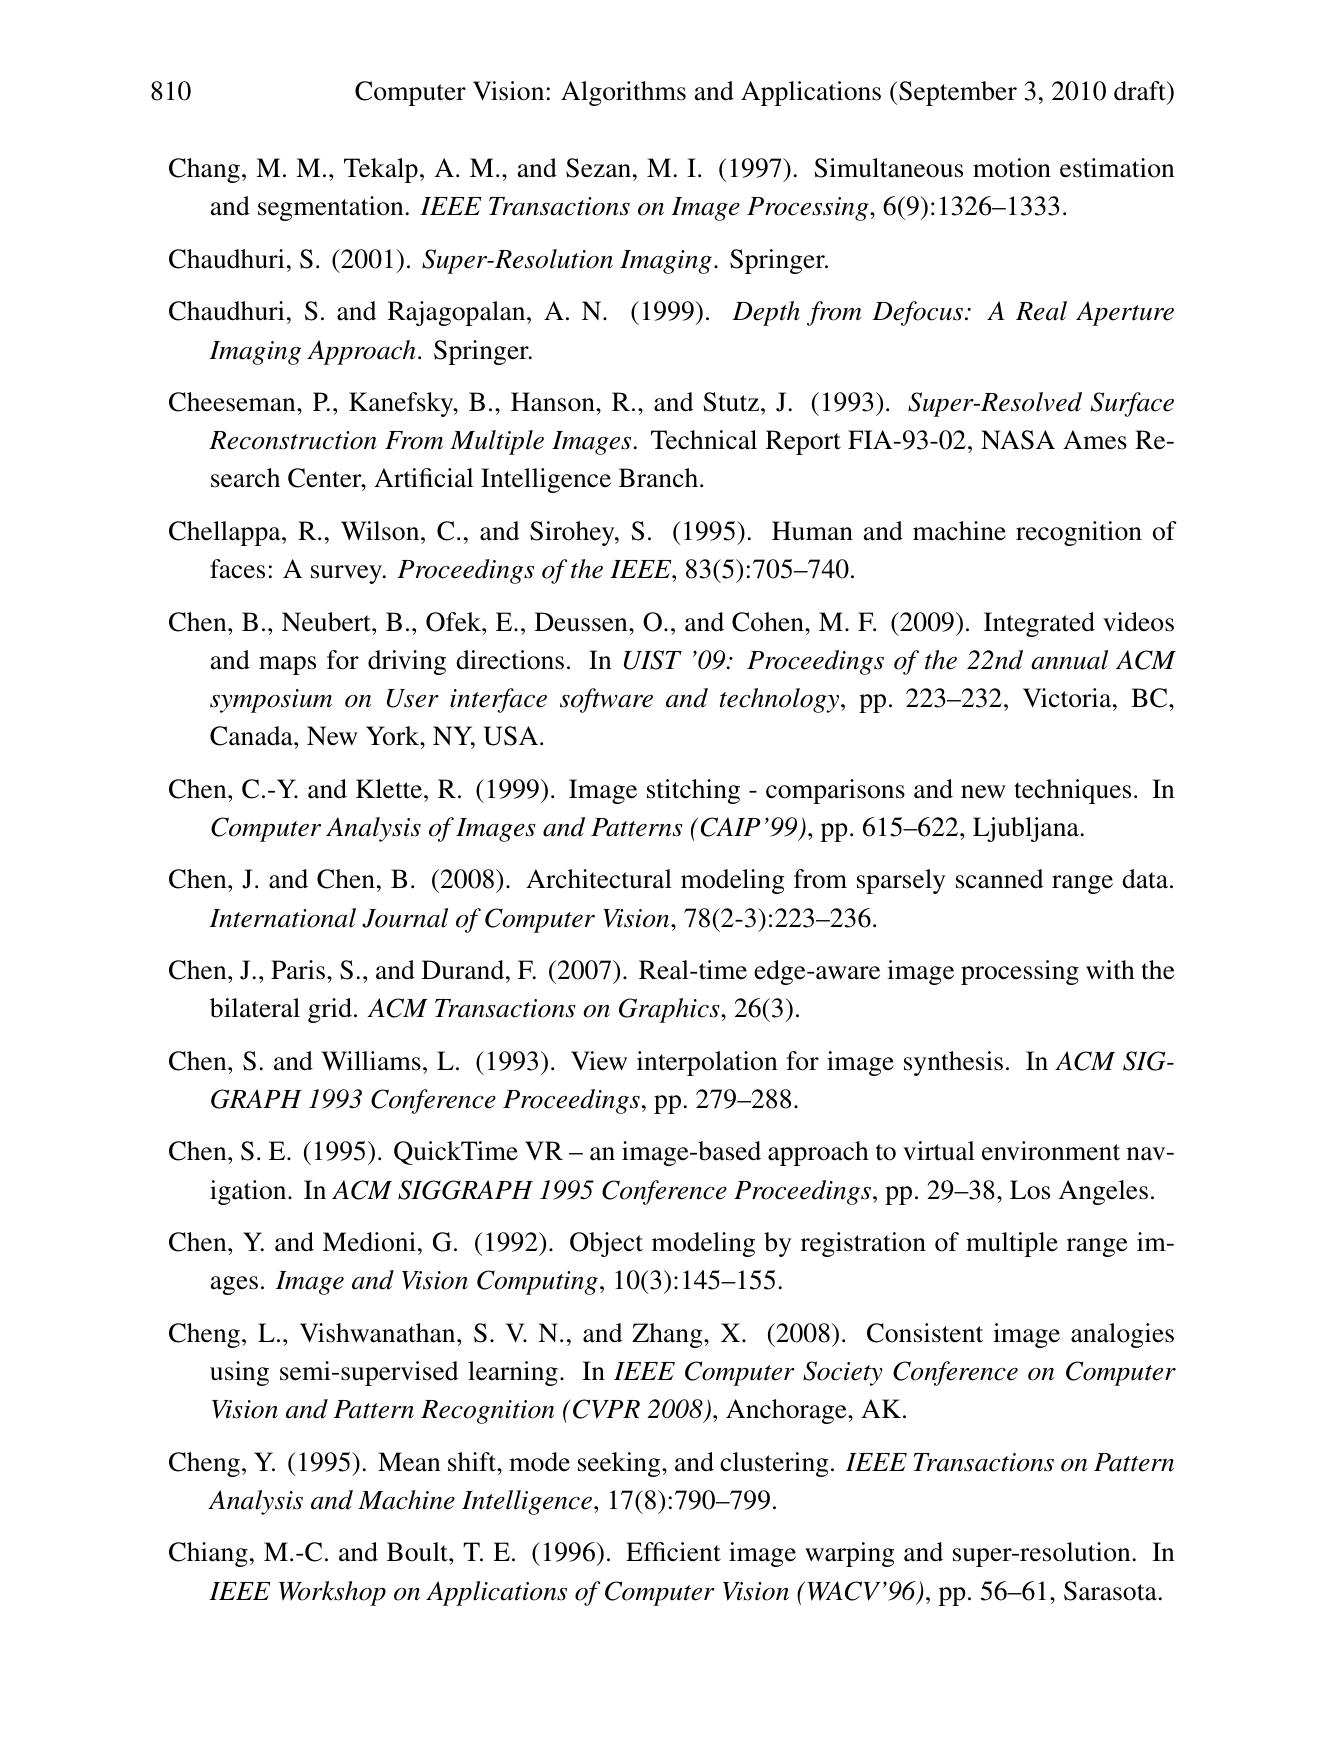 810 Computer Vision: Algorithms and Applications (September 3, 2010 draft)
Chang, M. M., Tekalp, A. M., and Sezan, M. I. (1997). Simultaneous motion estimation
and segmentation. IEEE Transactions on Image Processing, 6(9):1326–1333.
Chaudhuri, S. (2001). Super-Resolution Imaging. Springer.
Chaudhuri, S. and Rajagopalan, A. N. (1999). Depth from Defocus: A Real Aperture
Imaging Approach. Springer.
Cheeseman, P., Kanefsky, B., Hanson, R., and Stutz, J. (1993). Super-Resolved Surface
Reconstruction From Multiple Images. Technical Report FIA-93-02, NASA Ames Re-
search Center, Artificial Intelligence Branch.
Chellappa, R., Wilson, C., and Sirohey, S. (1995). Human and machine recognition of
faces: A survey. Proceedings of the IEEE, 83(5):705–740.
Chen, B., Neubert, B., Ofek, E., Deussen, O., and Cohen, M. F. (2009). Integrated videos
and maps for driving directions. In UIST ’09: Proceedings of the 22nd annual ACM
symposium on User interface software and technology, pp. 223–232, Victoria, BC,
Canada, New York, NY, USA.
Chen, C.-Y. and Klette, R. (1999). Image stitching - comparisons and new techniques. In
Computer Analysis of Images and Patterns (CAIP’99), pp. 615–622, Ljubljana.
Chen, J. and Chen, B. (2008). Architectural modeling from sparsely scanned range data.
International Journal of Computer Vision, 78(2-3):223–236.
Chen, J., Paris, S., and Durand, F. (2007). Real-time edge-aware image processing with the
bilateral grid. ACM Transactions on Graphics, 26(3).
Chen, S. and Williams, L. (1993). View interpolation for image synthesis. In ACM SIG-
GRAPH 1993 Conference Proceedings, pp. 279–288.
Chen, S. E. (1995). QuickTime VR – an image-based approach to virtual environment nav-
igation. In ACM SIGGRAPH 1995 Conference Proceedings, pp. 29–38, Los Angeles.
Chen, Y. and Medioni, G. (1992). Object modeling by registration of multiple range im-
ages. Image and Vision Computing, 10(3):145–155.
Cheng, L., Vishwanathan, S. V. N., and Zhang, X. (2008). Consistent image analogies
using semi-supervised learning. In IEEE Computer Society Conference on Computer
Vision and Pattern Recognition (CVPR 2008), Anchorage, AK.
Cheng, Y. (1995). Mean shift, mode seeking, and clustering. IEEE Transactions on Pattern
Analysis and Machine Intelligence, 17(8):790–799.
Chiang, M.-C. and Boult, T. E. (1996). Efficient image warping and super-resolution. In
IEEE Workshop on Applications of Computer Vision (WACV’96), pp. 56–61, Sarasota.